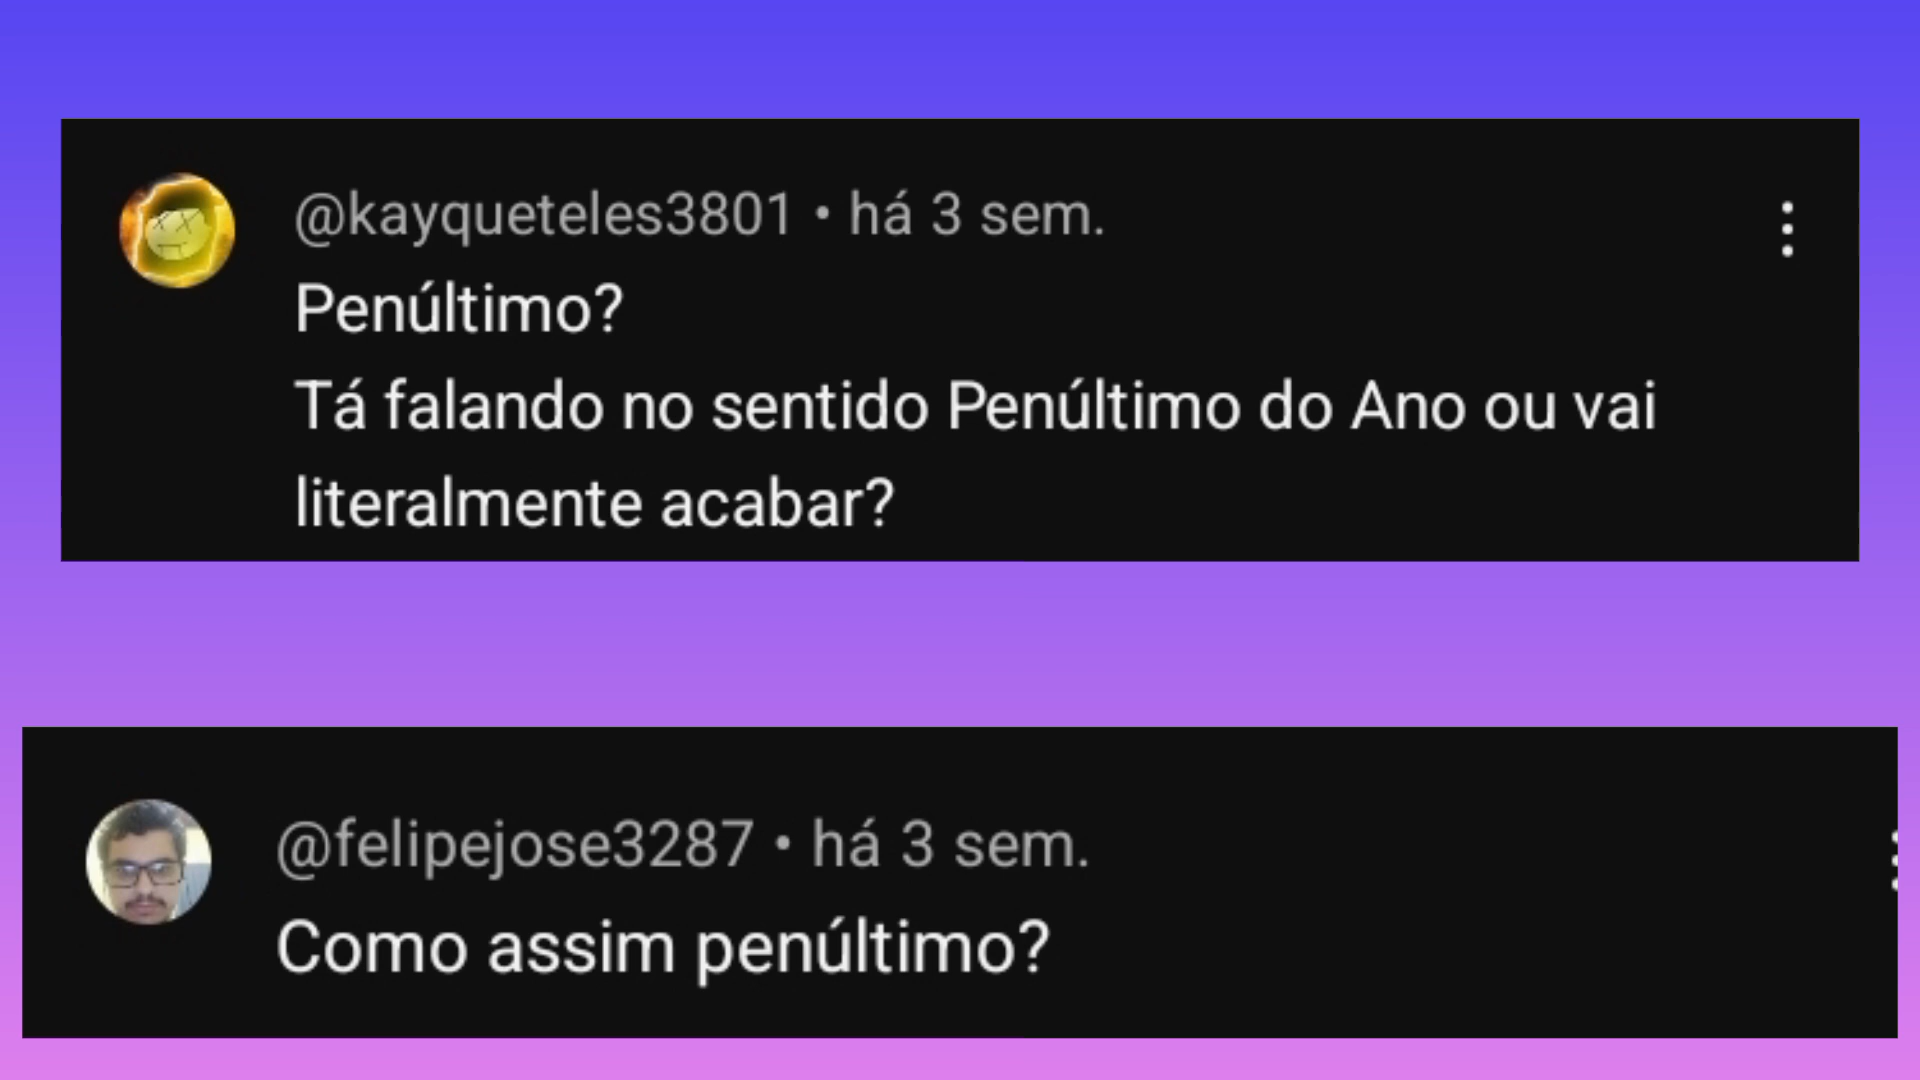 @kayqueteles3801 • há 3 sem.
Penúltimo?
Tá falando no sentido Penúltimo do Ano ou vai
literalmente acabar?
@felipejose3287 • há 3 sem.
Como assim penúltimo?